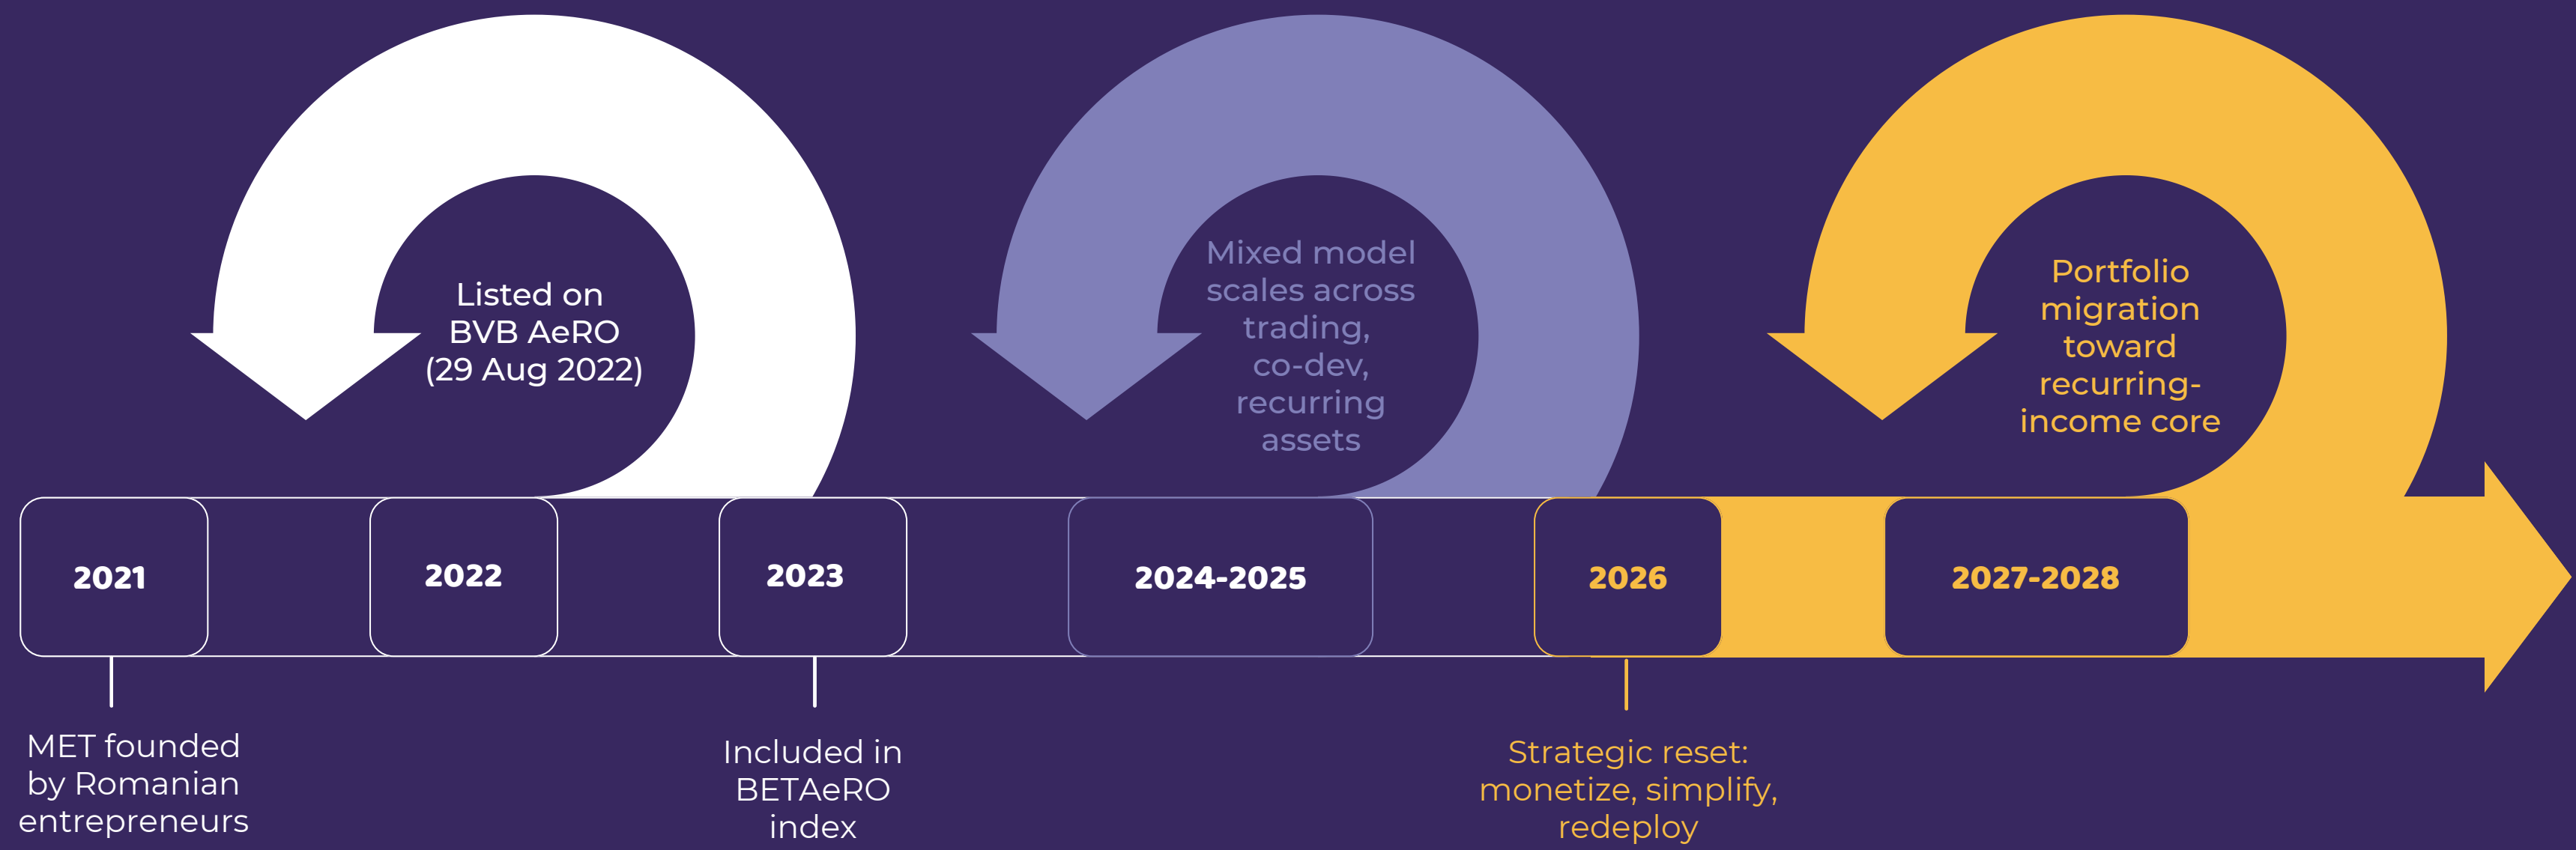 Listed on
BVB AeRO
(29 Aug 2022)
Mixed model
scales across
trading,
co-dev,
recurring
assets
Portfolio
migration
toward
recurring-
income core
2021
2022
2023
2024-2025
2026
2027-2028
MET founded
by Romanian
entrepreneurs
Included in
BETAeRO
index
Strategic reset:
monetize, simplify,
redeploy